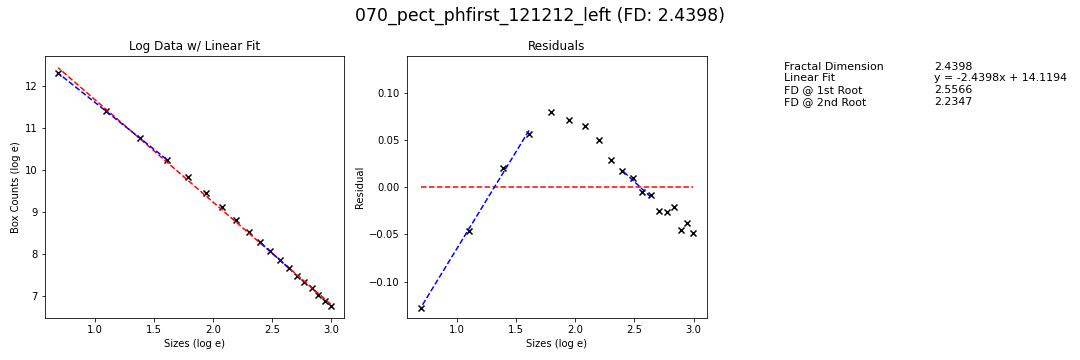 070_pect_phfirst_121212_left (FD: 2.4398)
Log Data w/ Linear Fit
Box Counts (log e)
12
11
10
9
8
7
1.0 1.5 2.0 2.5 3.0
Sizes (log e)
Residuals
Residual
0.10
0.05
0.00
−0.05
−0.10
1.0 1.5 2.0 2.5 3.0
Sizes (log e)
Fractal Dimension 2.4398
Linear Fit y = -2.4398x + 14.1194
FD @ 1st Root 2.5566
FD @ 2nd Root 2.2347